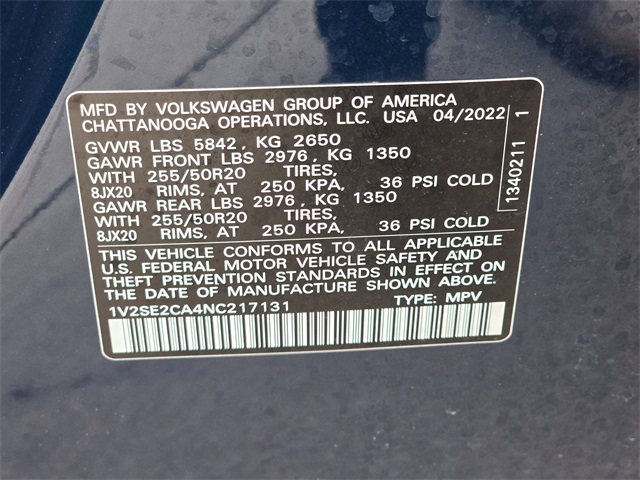 MFD BY VOLKSWAGEN GROUP OF AMERICA
CHATTANOOGA OPERATIONS, LLC. USA 04/2022
GVWR LBS 5842, KG 2650
GAWR FRONT LBS 2976, KG 1350
WITH 255/50R20 TIRES,
8JX20 RIMS, AT 250 KPA, 36 PSI COLD
GAWR REAR LBS 2976, KG 1350
WITH 255/50R20 TIRES,
8JX20 RIMS, AT 250 KPA, 36 PSI COLD
THIS VEHICLE CONFORMS TO ALL APPLICABLE
U.S. FEDERAL MOTOR VEHICLE SAFETY AND
THEFT PREVENTION STANDARDS IN EFFECT ON
THE DATE OF MANUFACTURE SHOWN ABOVE.
1V2SE2CA4NC217131 TYPE: MPV
1340211 1